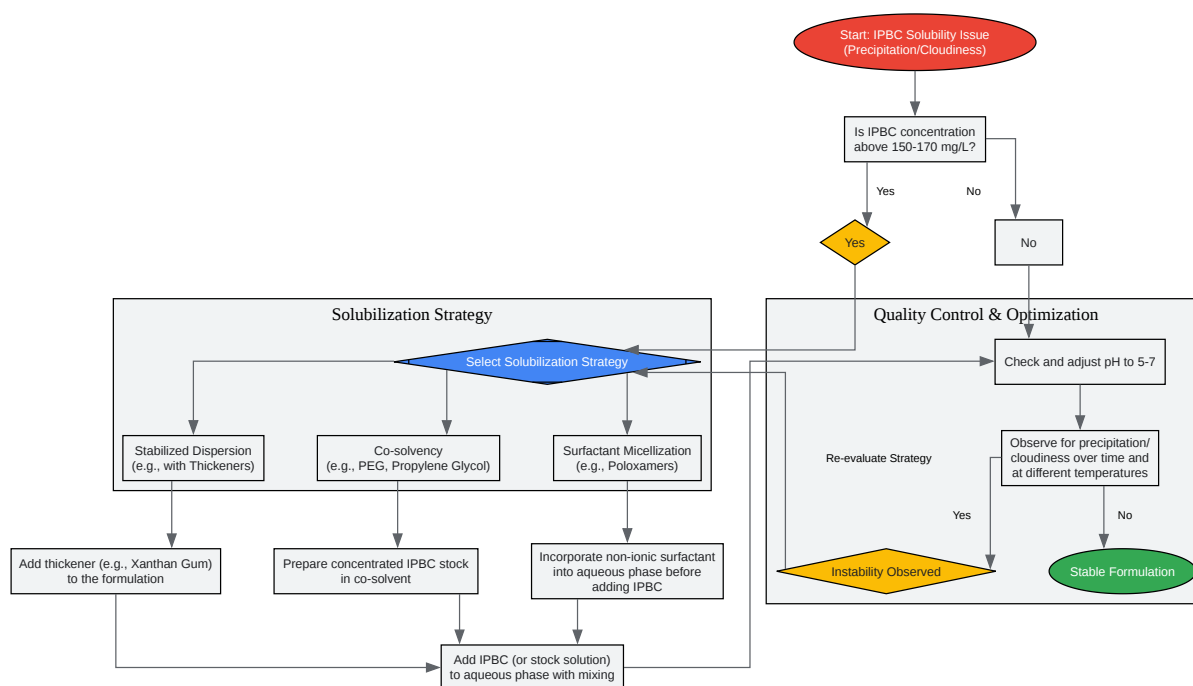 Start: IPBC Solubility Issue
(Precipitation/Cloudiness)
Is IPBC concentration
above 150-170 mg/L?
Yes
No
Yes
No
Solubilization Strategy
Quality Control & Optimization
Select Solubilization Strategy
Check and adjust pH to 5-7
Stabilized Dispersion
(e.g., with Thickeners)
Co-solvency
(e.g., PEG, Propylene Glycol)
Surfactant Micellization
(e.g., Poloxamers)
Re-evaluate Strategy
Observe for precipitation/
cloudiness over time and
at different temperatures
Yes
No
Add thickener (e.g., Xanthan Gum)
to the formulation
Prepare concentrated IPBC stock
in co-solvent
Incorporate non-ionic surfactant
into aqueous phase before
adding IPBC
Instability Observed
Stable Formulation
Add IPBC (or stock solution)
to aqueous phase with mixing